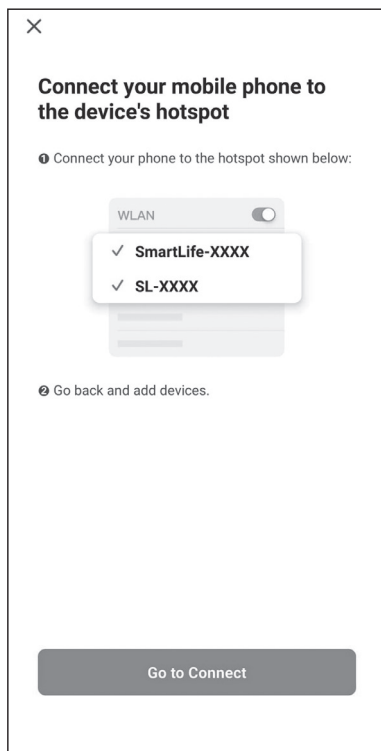 Connect your mobile phone to
the device's hotspot
❶ Connect your phone to the hotspot shown below:
WLAN
✓ SmartLife-XXXX
✓ SL-XXXX
❷ Go back and add devices.
Go to Connect